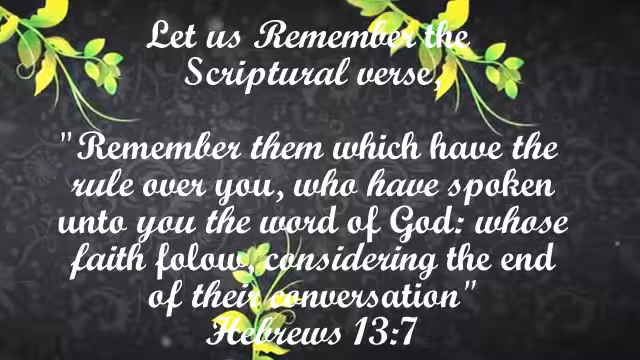 Let us Remember the
Scriptural verse,
"Remember them which have the
rule over you, who have spoken
unto you the word of God: whose
faith folow, considering the end
of their conversation"
Hebrews 13:7